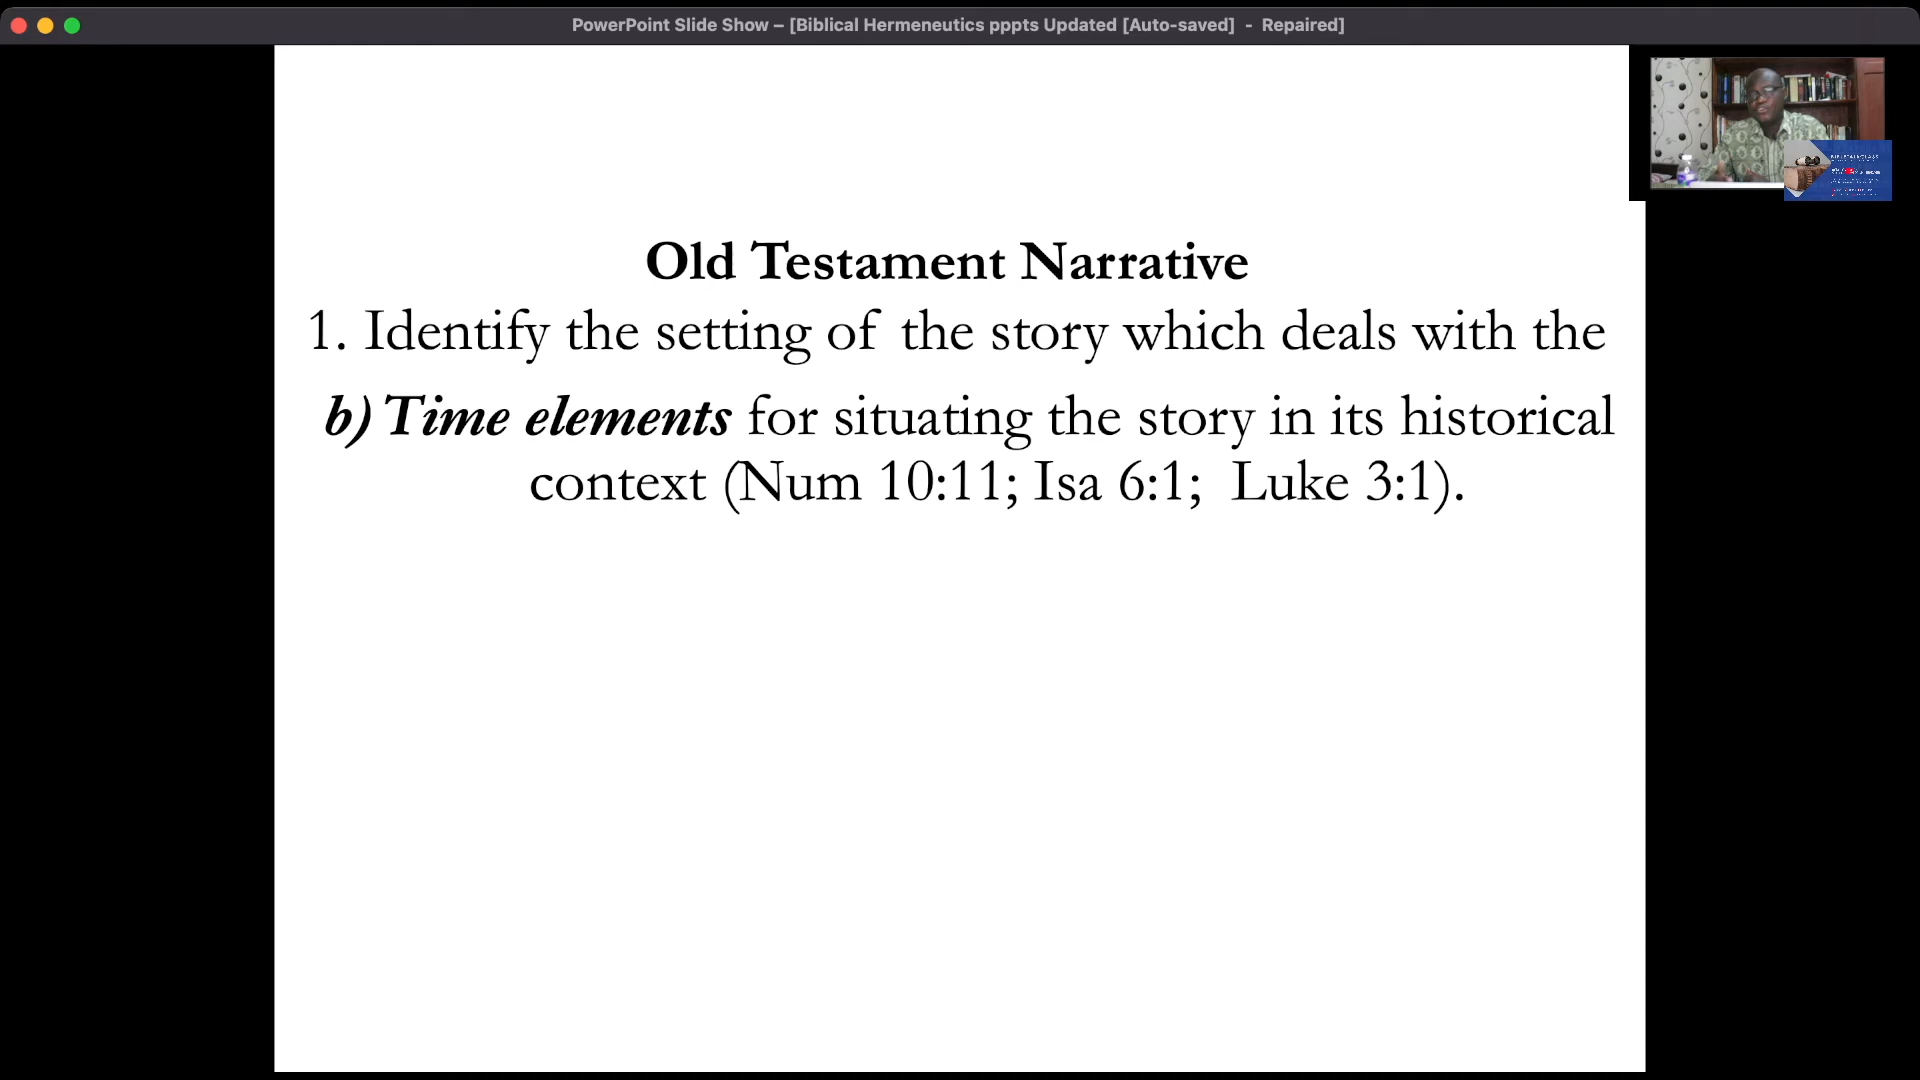 PowerPoint Slide Show – [Biblical Hermeneutics pppts Updated [Auto-saved] - Repaired]
Old Testament Narrative
1. Identify the setting of the story which deals with the
b) Time elements for situating the story in its historical
context (Num 10:11; Isa 6:1; Luke 3:1).